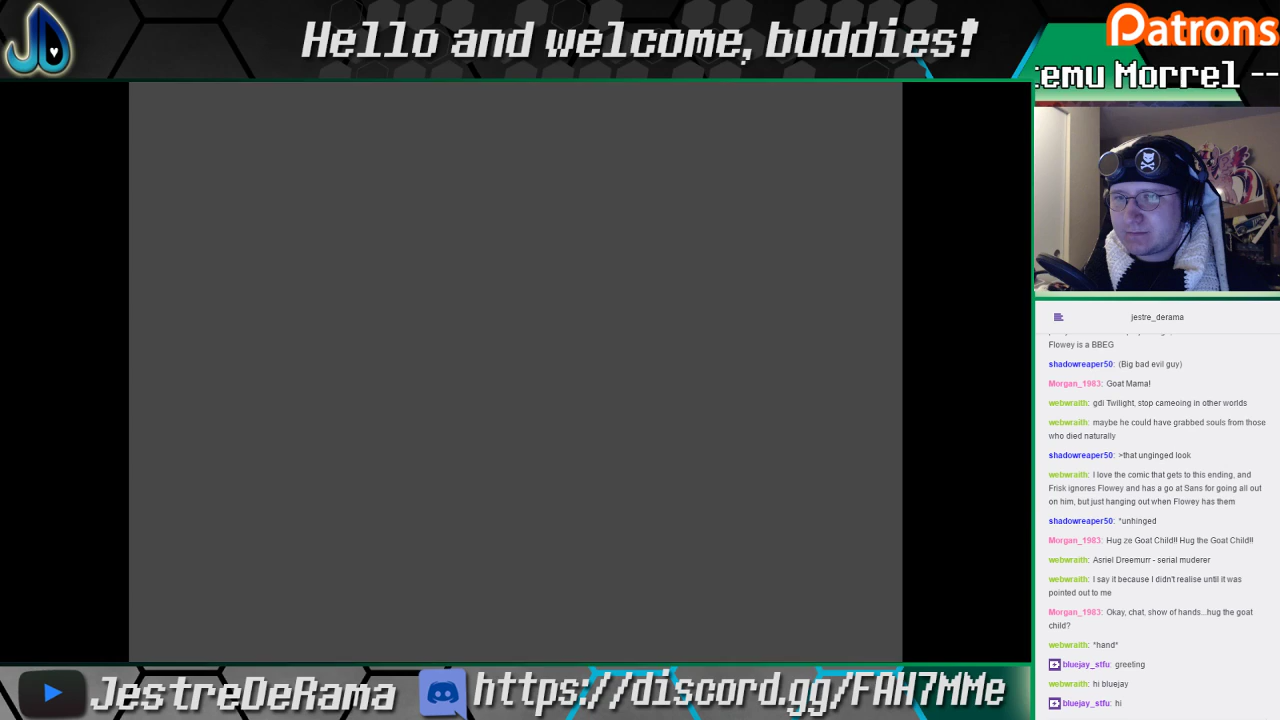 Hello and welcome, buddies!
Patrons
emu Morrel --
jestre_derama
Flowey is a BBEG
shadowreaper50: (Big bad evil guy)
Morgan_1983: Goat Mama!
webwraith: gdi Twilight, stop cameoing in other worlds
webwraith: maybe he could have grabbed souls from those
who died naturally
shadowreaper50: >that unginged look
webwraith: I love the comic that gets to this ending, and
Frisk ignores Flowey and has a go at Sans for going all out
on him, but just hanging out when Flowey has them
shadowreaper50: *unhinged
Morgan_1983: Hug ze Goat Child!! Hug the Goat Child!!
webwraith: Asriel Dreemurr - serial muderer
webwraith: I say it because I didn't realise until it was
pointed out to me
Morgan_1983: Okay, chat, show of hands...hug the goat
child?
webwraith: *hand*
bluejay_stfu: greeting
webwraith: hi bluejay
bluejay_stfu: hi
JestreDeRama
https://discord.gg/FAH7MMe